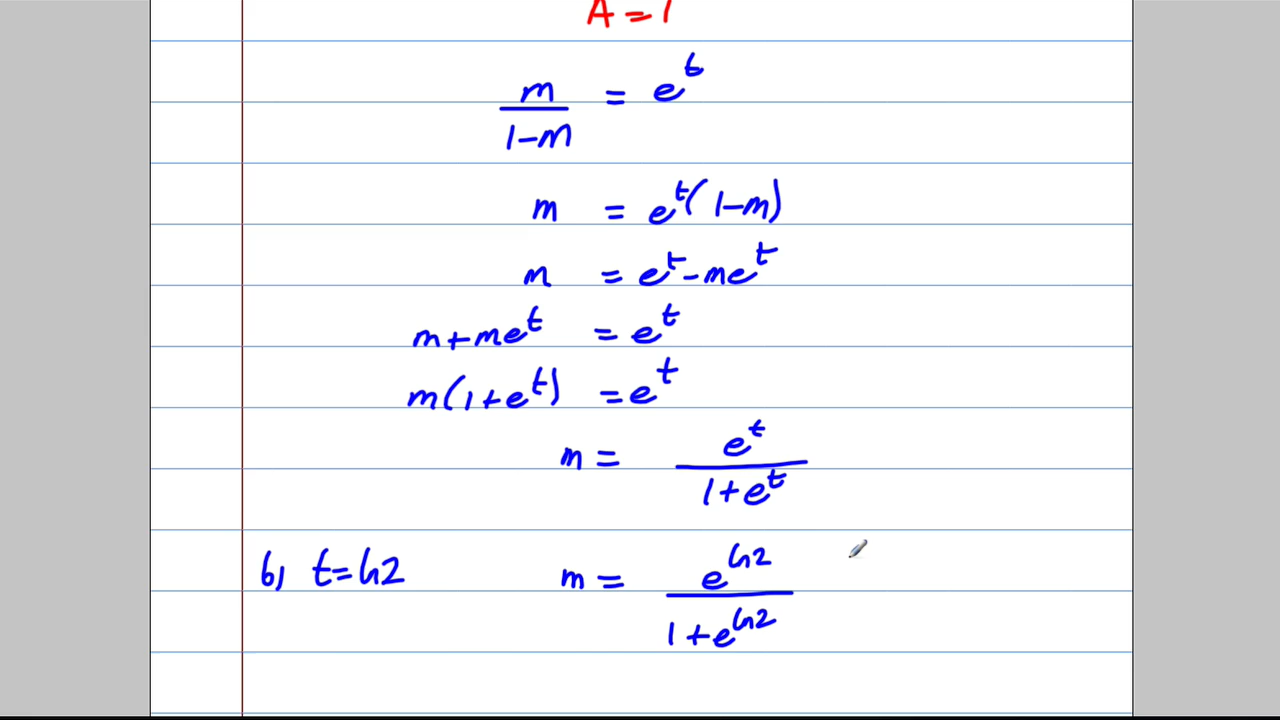 A = 1
m/(1-m) = e^t
m = e^t(1-m)
m = e^t - me^t
m + me^t = e^t
m(1+e^t) = e^t
m = e^t/(1+e^t)
b) t = ln2 m = e^ln2/(1+e^ln2)